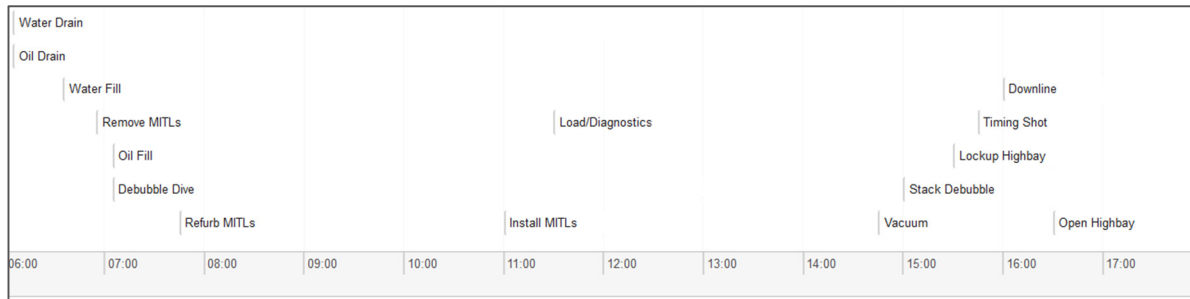 Water Drain
Oil Drain
Water Fill
Downline
Remove MITLs
Load/Diagnostics
Timing Shot
Oil Fill
Lockup Highbay
Debubble Dive
Stack Debubble
Refurb MITLs
Install MITLs
Vacuum
Open Highbay
06:00 07:00 08:00 09:00 10:00 11:00 12:00 13:00 14:00 15:00 16:00 17:00